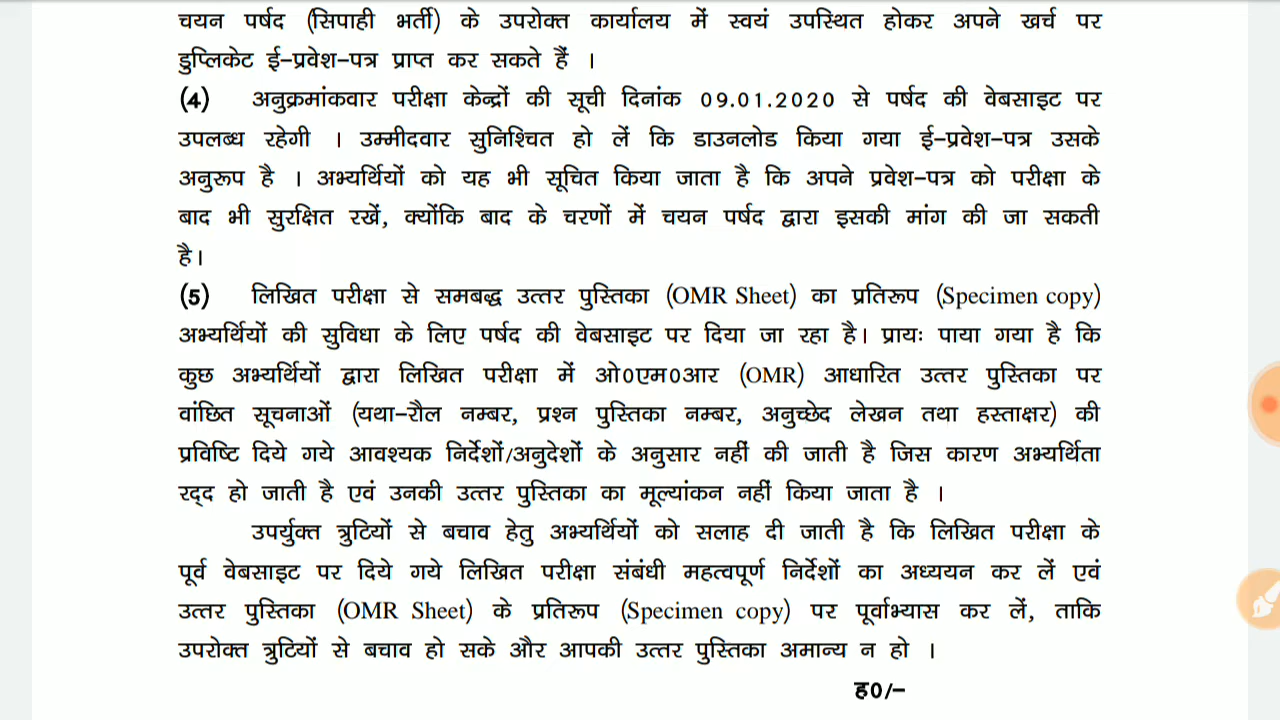 चयन पर्षद (सिपाही भर्ती) के उपरोक्त कार्यालय में स्वयं उपस्थित होकर अपने खर्च पर
डुप्लिकेट ई-प्रवेश-पत्र प्राप्त कर सकते हैं ।
(4) अनुक्रमांकवार परीक्षा केन्द्रों की सूची दिनांक 09.01.2020 से पर्षद की वेबसाइट पर
उपलब्ध रहेगी । उम्मीदवार सुनिश्चित हो लें कि डाउनलोड किया गया ई-प्रवेश-पत्र उसके
अनुरूप है । अभ्यर्थियों को यह भी सूचित किया जाता है कि अपने प्रवेश-पत्र को परीक्षा के
बाद भी सुरक्षित रखें, क्योंकि बाद के चरणों में चयन पर्षद द्वारा इसकी मांग की जा सकती
है।
(5) लिखित परीक्षा से समबद्ध उत्तर पुस्तिका (OMR Sheet) का प्रतिरूप (Specimen copy)
अभ्यर्थियों की सुविधा के लिए पर्षद की वेबसाइट पर दिया जा रहा है। प्रायः पाया गया है कि
कुछ अभ्यर्थियों द्वारा लिखित परीक्षा में ओ0एम0आर (OMR) आधारित उत्तर पुस्तिका पर
वांछित सूचनाओं (यथा-रौल नम्बर, प्रश्न पुस्तिका नम्बर, अनुच्छेद लेखन तथा हस्ताक्षर) की
प्रविष्टि दिये गये आवश्यक निर्देशों/अनुदेशों के अनुसार नहीं की जाती है जिस कारण अभ्यर्थिता
रद्द हो जाती है एवं उनकी उत्तर पुस्तिका का मूल्यांकन नहीं किया जाता है ।
उपर्युक्त त्रुटियों से बचाव हेतु अभ्यर्थियों को सलाह दी जाती है कि लिखित परीक्षा के
पूर्व वेबसाइट पर दिये गये लिखित परीक्षा संबंधी महत्वपूर्ण निर्देशों का अध्ययन कर लें एवं
उत्तर पुस्तिका (OMR Sheet) के प्रतिरूप (Specimen copy) पर पूर्वाभ्यास कर लें, ताकि
उपरोक्त त्रुटियों से बचाव हो सके और आपकी उत्तर पुस्तिका अमान्य न हो ।
ह0/-